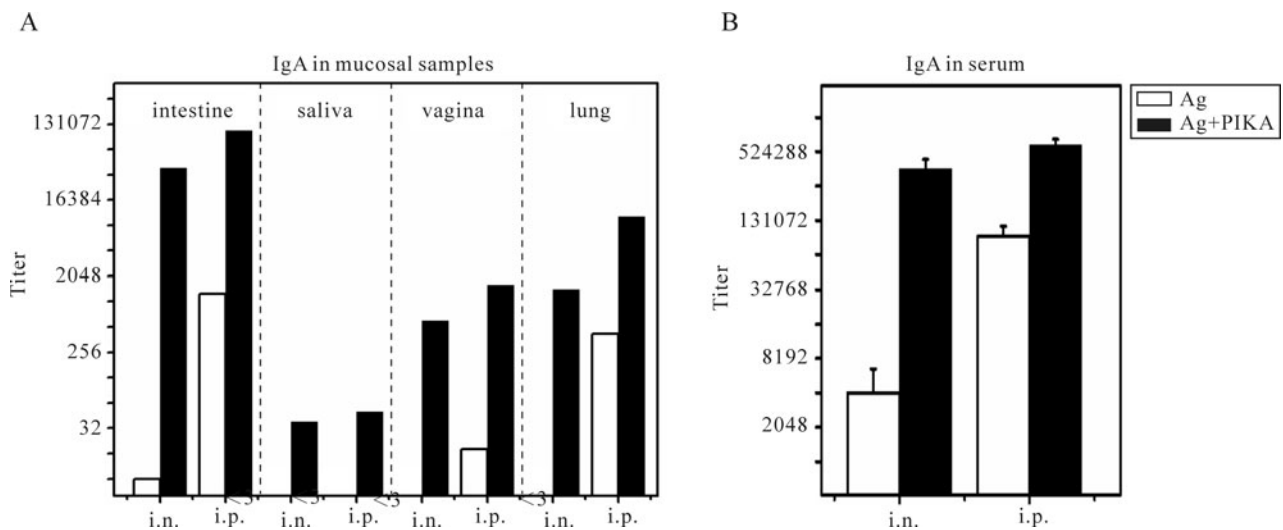 A
IgA in mucosal samples
intestine saliva vagina lung
131072
16384
2048
256
32
Titer
<3 <3 <3 <3
i.n. i.p. i.n. i.p. i.n. i.p. i.n. i.p.
B
IgA in serum
524288
131072
32768
8192
2048
Titer
i.n. i.p.
Ag
Ag+PIKA